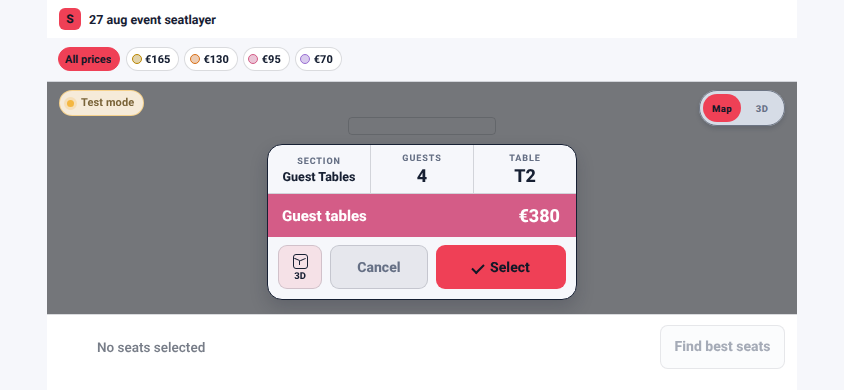 S 27 aug event seatlayer
All prices €165 €130 €95 €70
Test mode
Map 3D
SECTION GUESTS TABLE
Guest Tables 4 T2
Guest tables €380
3D Cancel Select
No seats selected
Find best seats